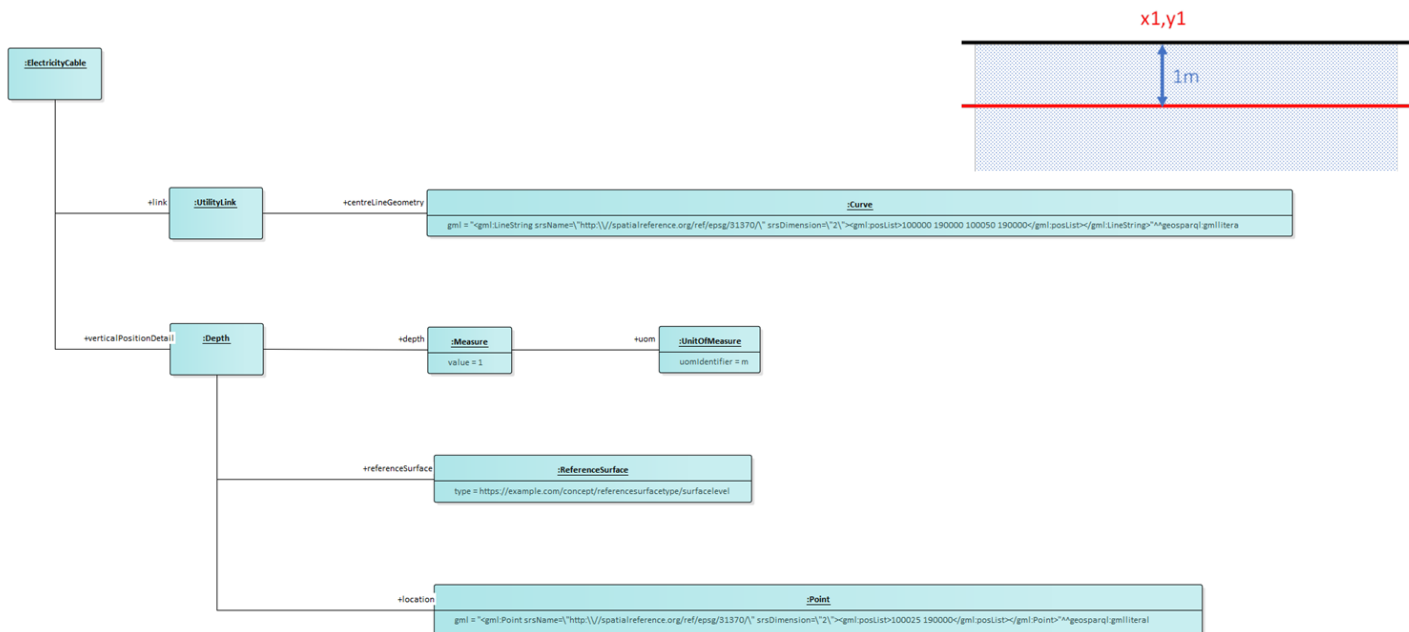 x1,y1
:ElectricityCable
1m
+link
:UtilityLink
+centreLineGeometry
:Curve
gml = "<gml:LineString srsName=\"http:\\//spatialreference.org/ref/epsg/31370/\" srsDimension=\"2\"><gml:posList>100000 190000 100050 190000</gml:posList></gml:LineString>"^^geosparql:gmllitera
+verticalPositionDetail
:Depth
+depth
:Measure
value = 1
+uom
:UnitOfMeasure
uomIdentifier = m
+referenceSurface
:ReferenceSurface
type = https://example.com/concept/referencesurfacetype/surfacelevel
+location
:Point
gml = "<gml:Point srsName=\"http:\\//spatialreference.org/ref/epsg/31370/\" srsDimension=\"2\"><gml:posList>100025 190000</gml:posList></gml:Point>"^^geosparql:gmlliteral